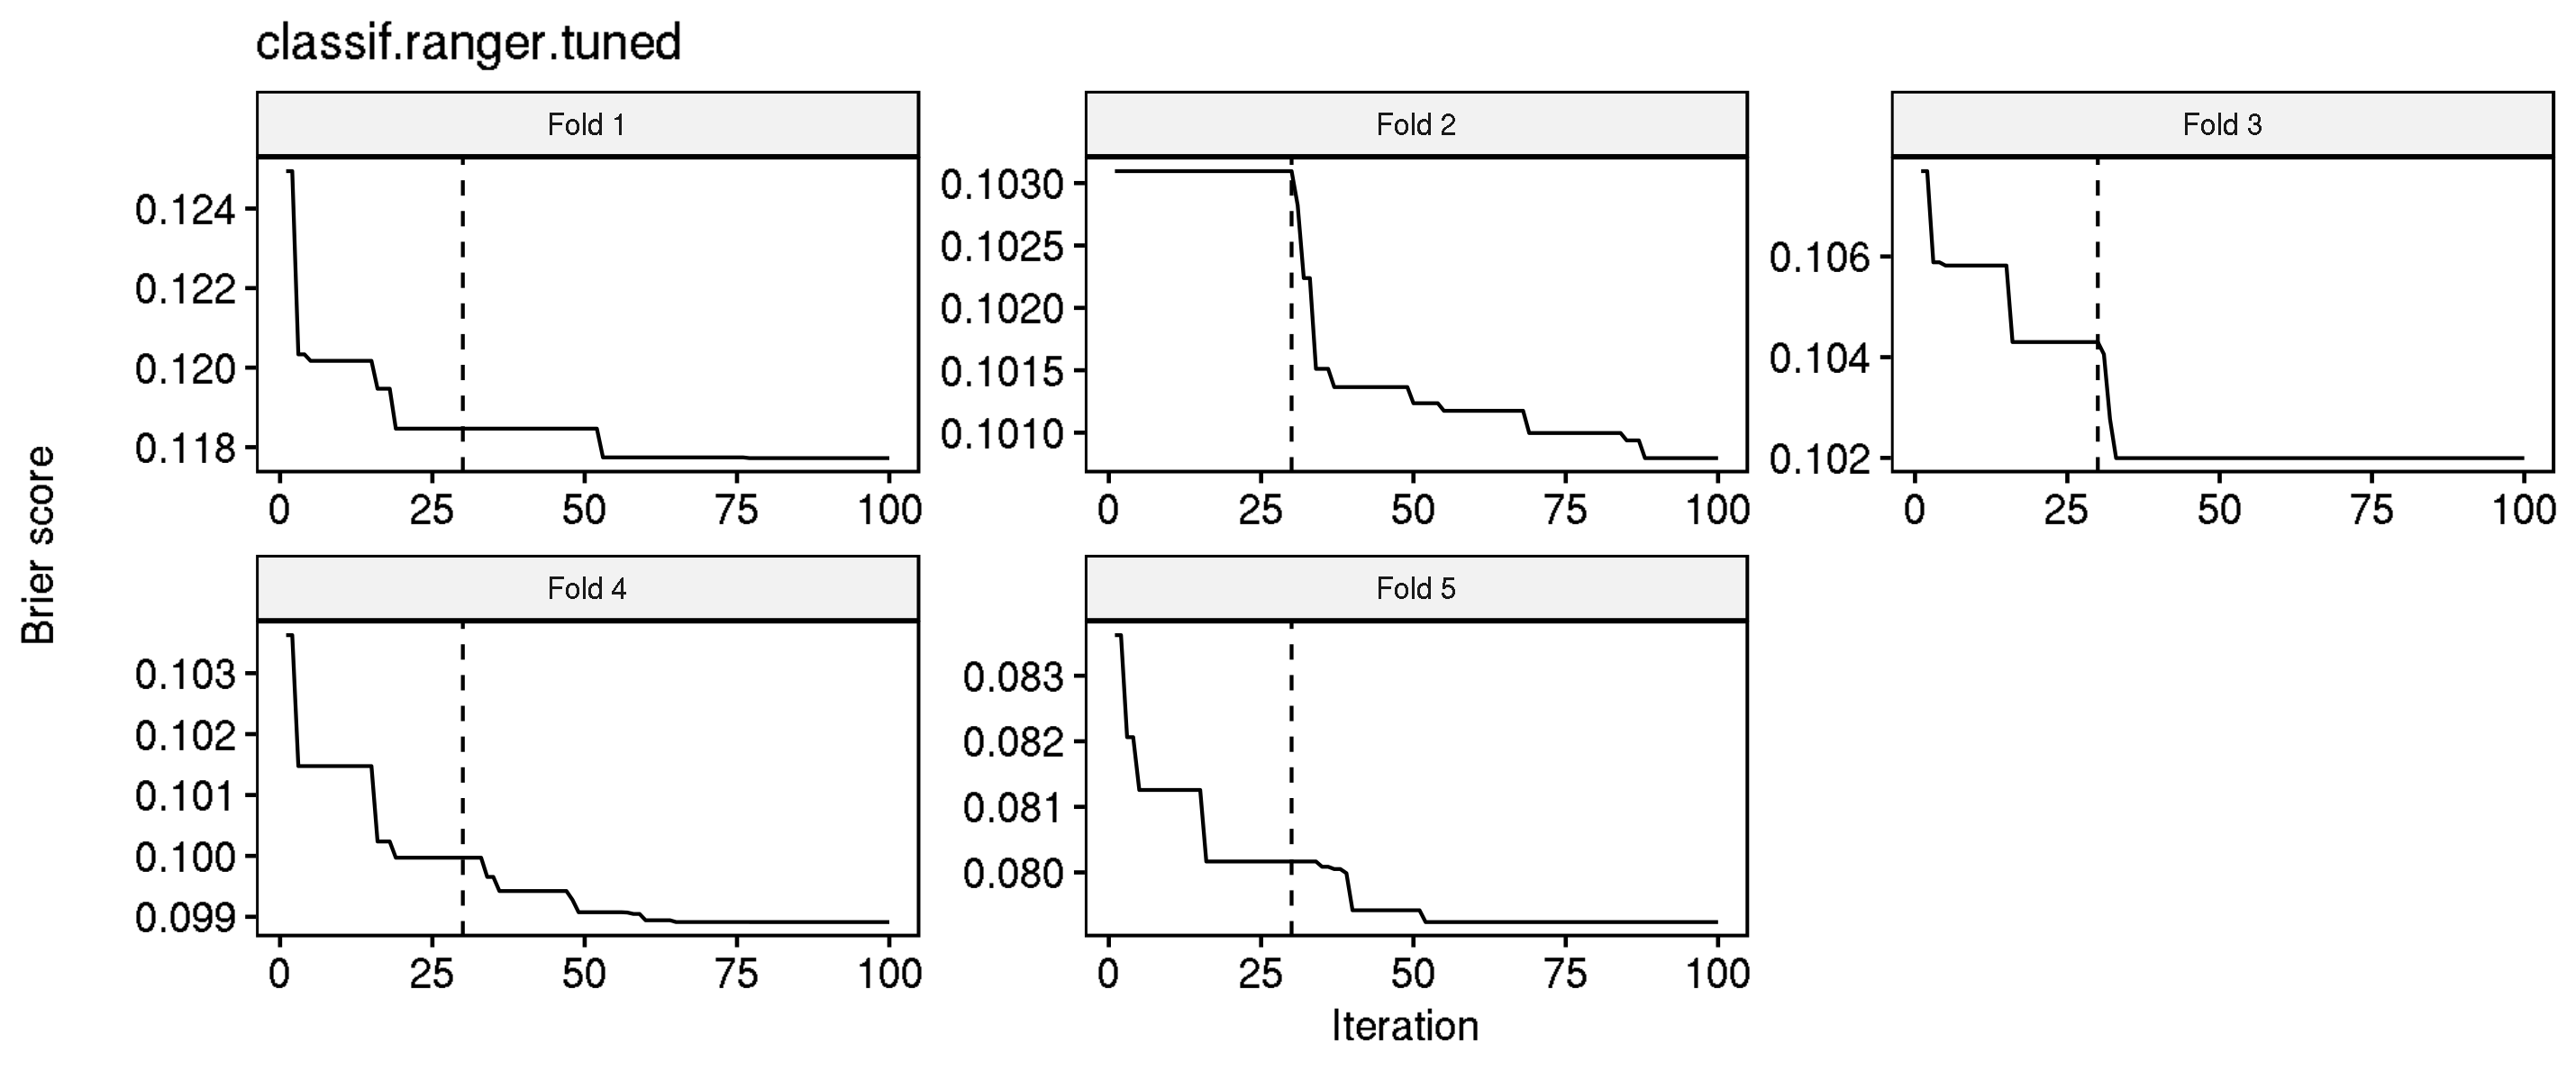 classif.ranger.tuned
Fold 1
Fold 2
Fold 3
0.124
0.122
0.120
0.118
0.1030
0.1025
0.1020
0.1015
0.1010
0.106
0.104
0.102
0 25 50 75 100
0 25 50 75 100
0 25 50 75 100
Brier score
Fold 4
Fold 5
0.103
0.102
0.101
0.100
0.099
0.083
0.082
0.081
0.080
0 25 50 75 100
0 25 50 75 100
Iteration